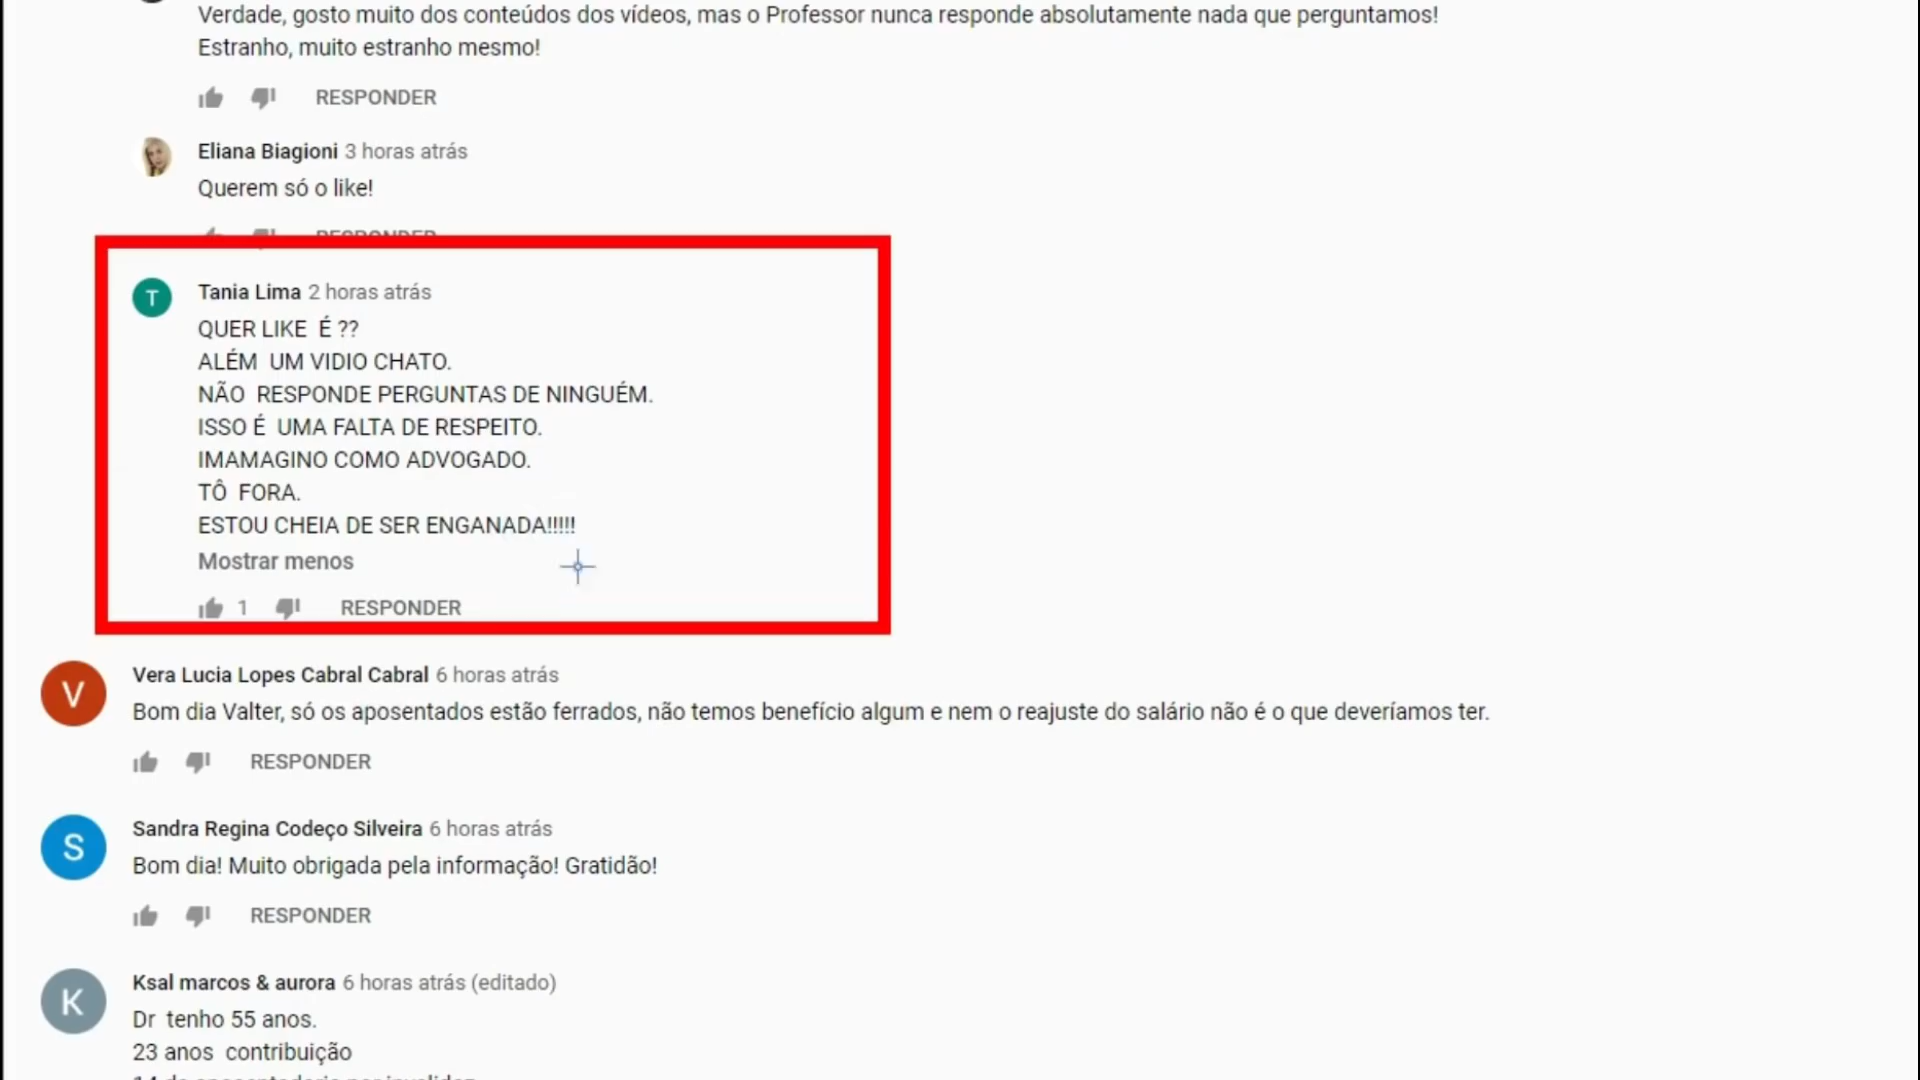 Verdade, gosto muito dos conteúdos dos vídeos, mas o Professor nunca responde absolutamente nada que perguntamos!
Estranho, muito estranho mesmo!
RESPONDER
Eliana Biagioni 3 horas atrás
Querem só o like!
RESPONDER
T
Tania Lima 2 horas atrás
QUER LIKE É ??
ALÉM UM VIDIO CHATO.
NÃO RESPONDE PERGUNTAS DE NINGUÉM.
ISSO É UMA FALTA DE RESPEITO.
IMAMAGINO COMO ADVOGADO.
TÔ FORA.
ESTOU CHEIA DE SER ENGANADA!!!!!
Mostrar menos
1 RESPONDER
V
Vera Lucia Lopes Cabral Cabral 6 horas atrás
Bom dia Valter, só os aposentados estão ferrados, não temos benefício algum e nem o reajuste do salário não é o que deveríamos ter.
RESPONDER
S
Sandra Regina Codeço Silveira 6 horas atrás
Bom dia! Muito obrigada pela informação! Gratidão!
RESPONDER
K
Ksal marcos & aurora 6 horas atrás (editado)
Dr tenho 55 anos.
23 anos contribuição
14 de aposentadoria por invalidez